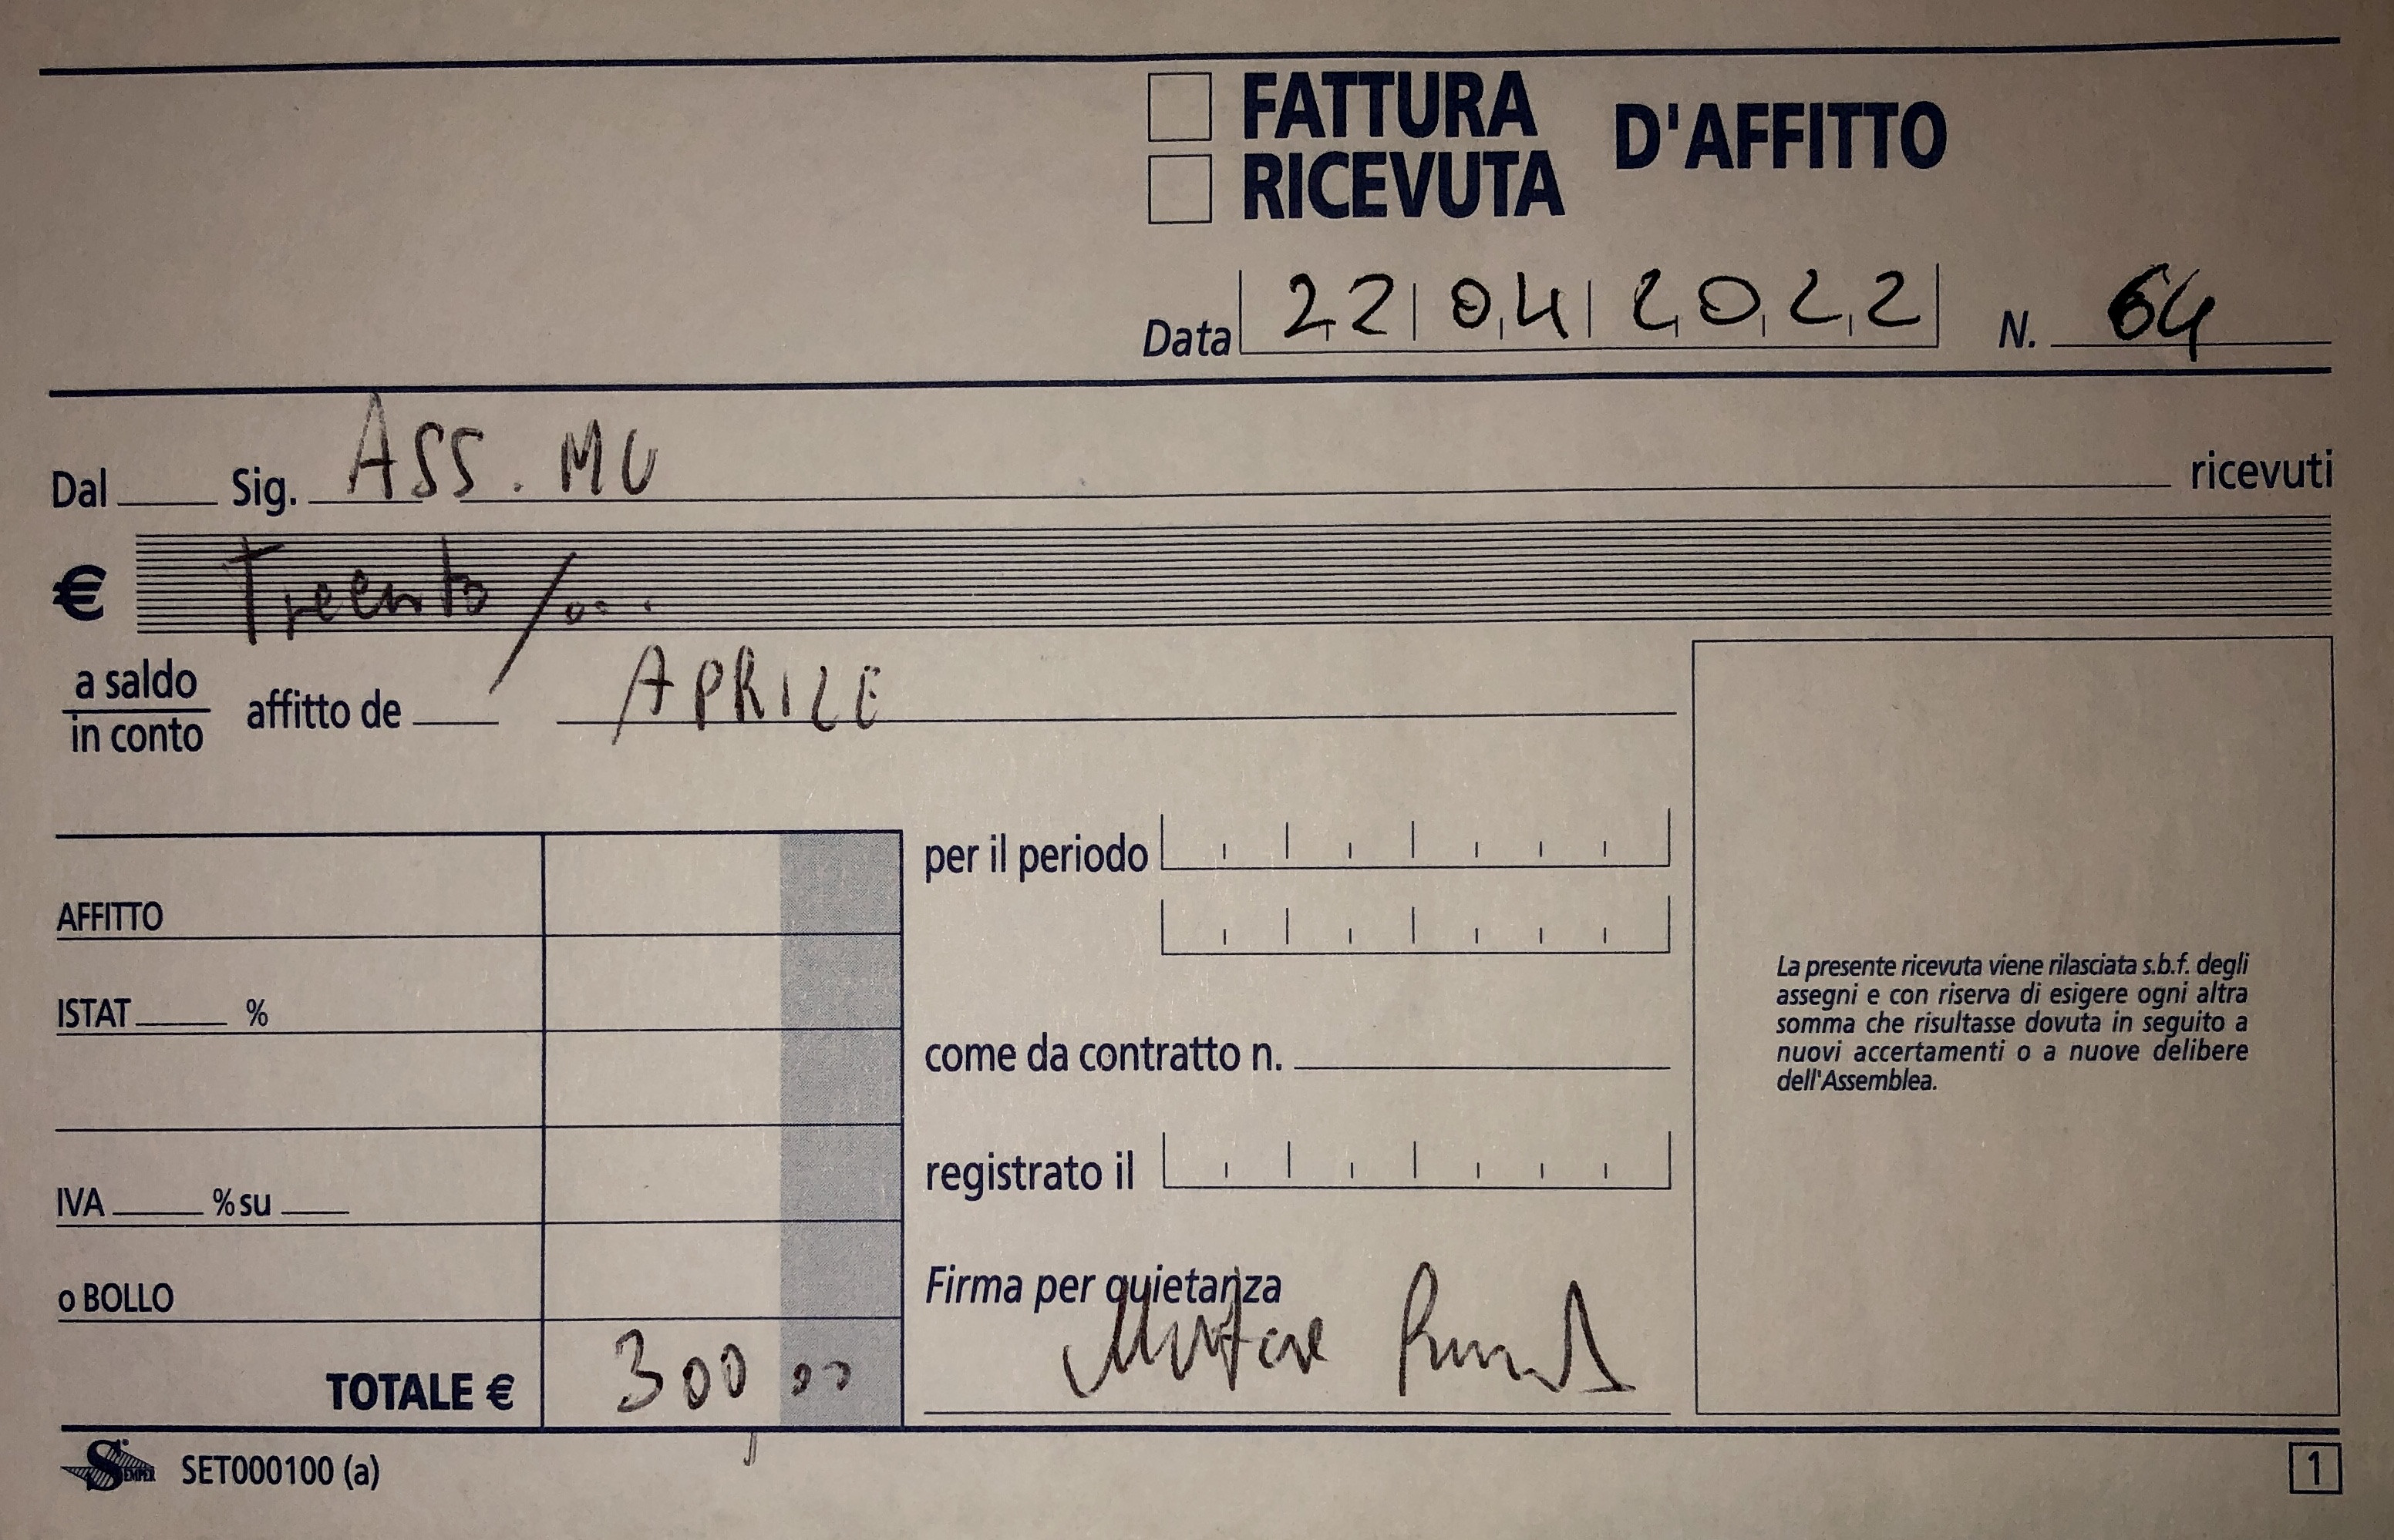 FATTURA
RICEVUTA
D'AFFITTO
Data 22 04 2022 N. 64
Dal Sig. ASS. MU ricevuti
€ Treento/...
a saldo
in conto
affitto de APRILE
AFFITTO
ISTAT %
IVA % su
o BOLLO
TOTALE € 300 00
per il periodo
come da contratto n.
registrato il
Firma per quietanza
La presente ricevuta viene rilasciata s.b.f. degli
assegni e con riserva di esigere ogni altra
somma che risultasse dovuta in seguito a
nuovi accertamenti o a nuove delibere
dell'Assemblea.
SEMPER SET000100 (a)
1